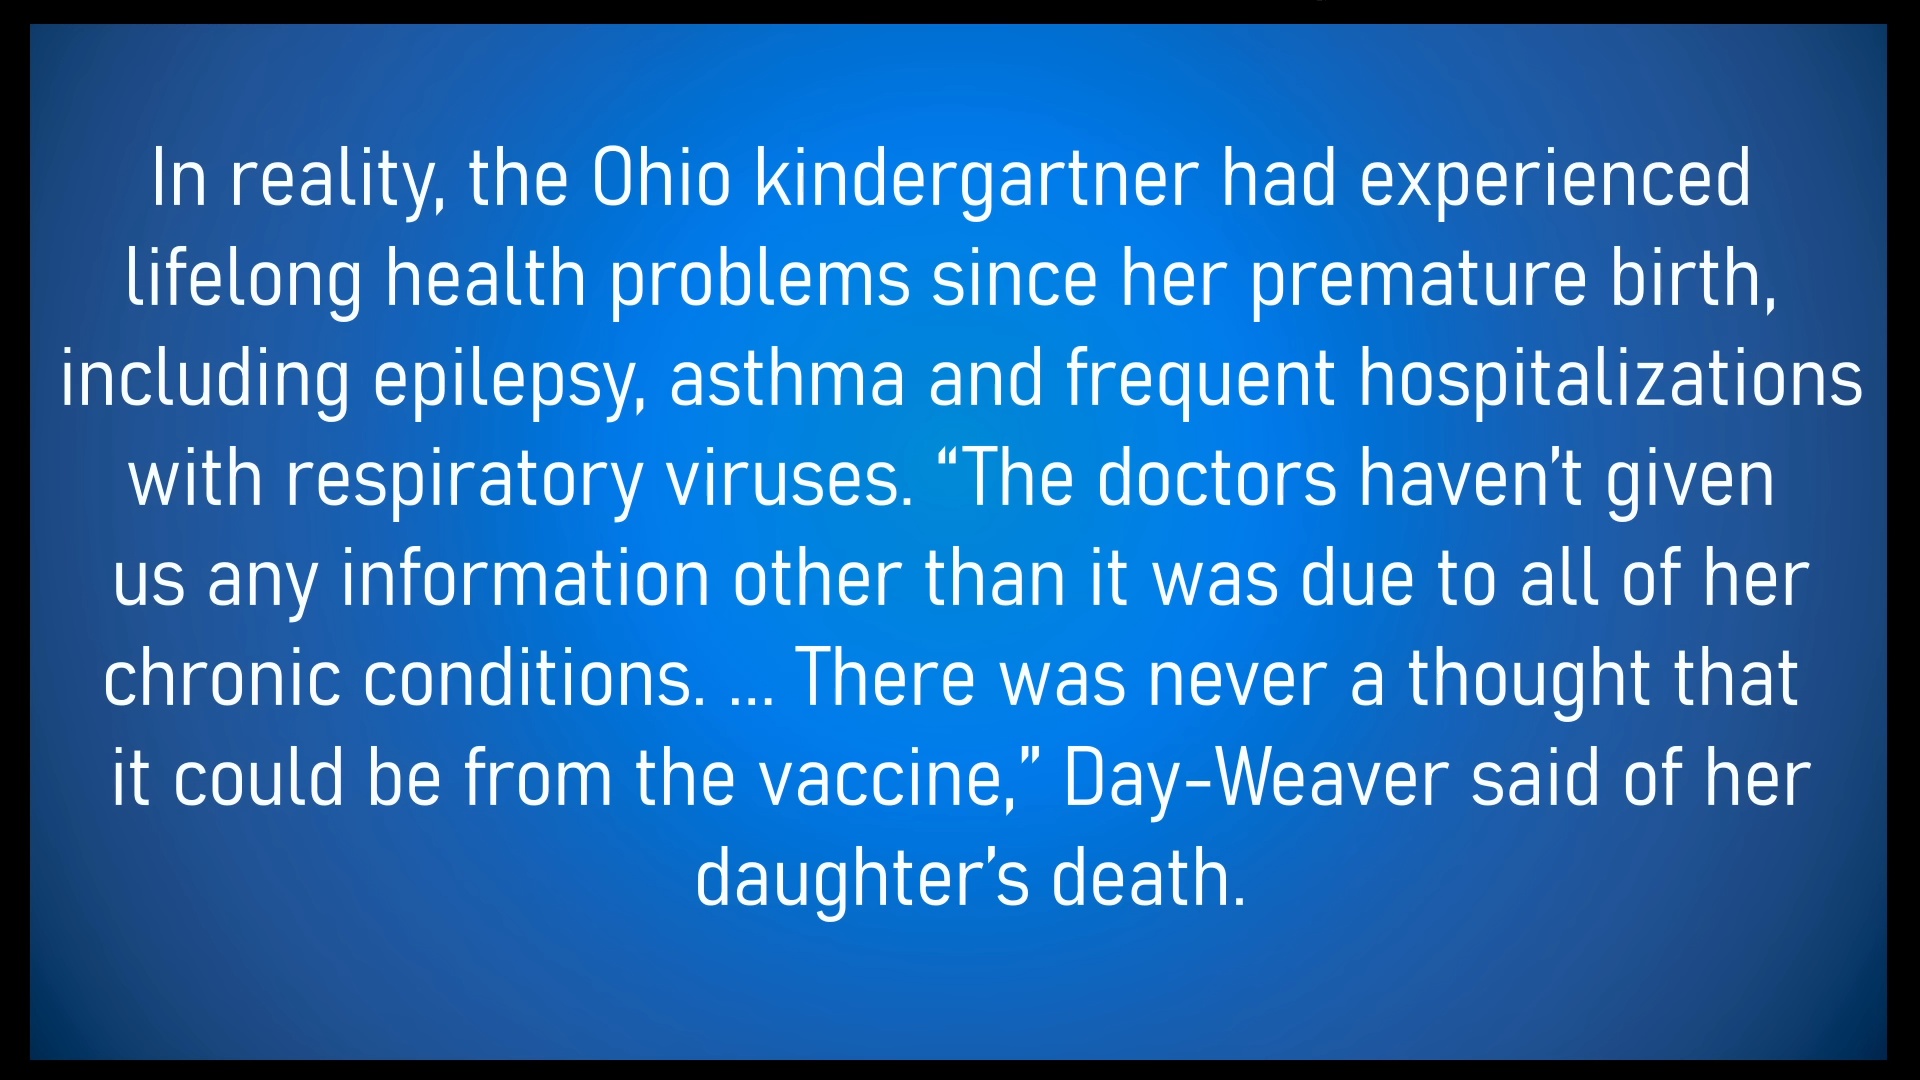 In reality, the Ohio kindergartner had experienced
lifelong health problems since her premature birth,
including epilepsy, asthma and frequent hospitalizations
with respiratory viruses. “The doctors haven’t given
us any information other than it was due to all of her
chronic conditions. ... There was never a thought that
it could be from the vaccine,” Day-Weaver said of her
daughter’s death.